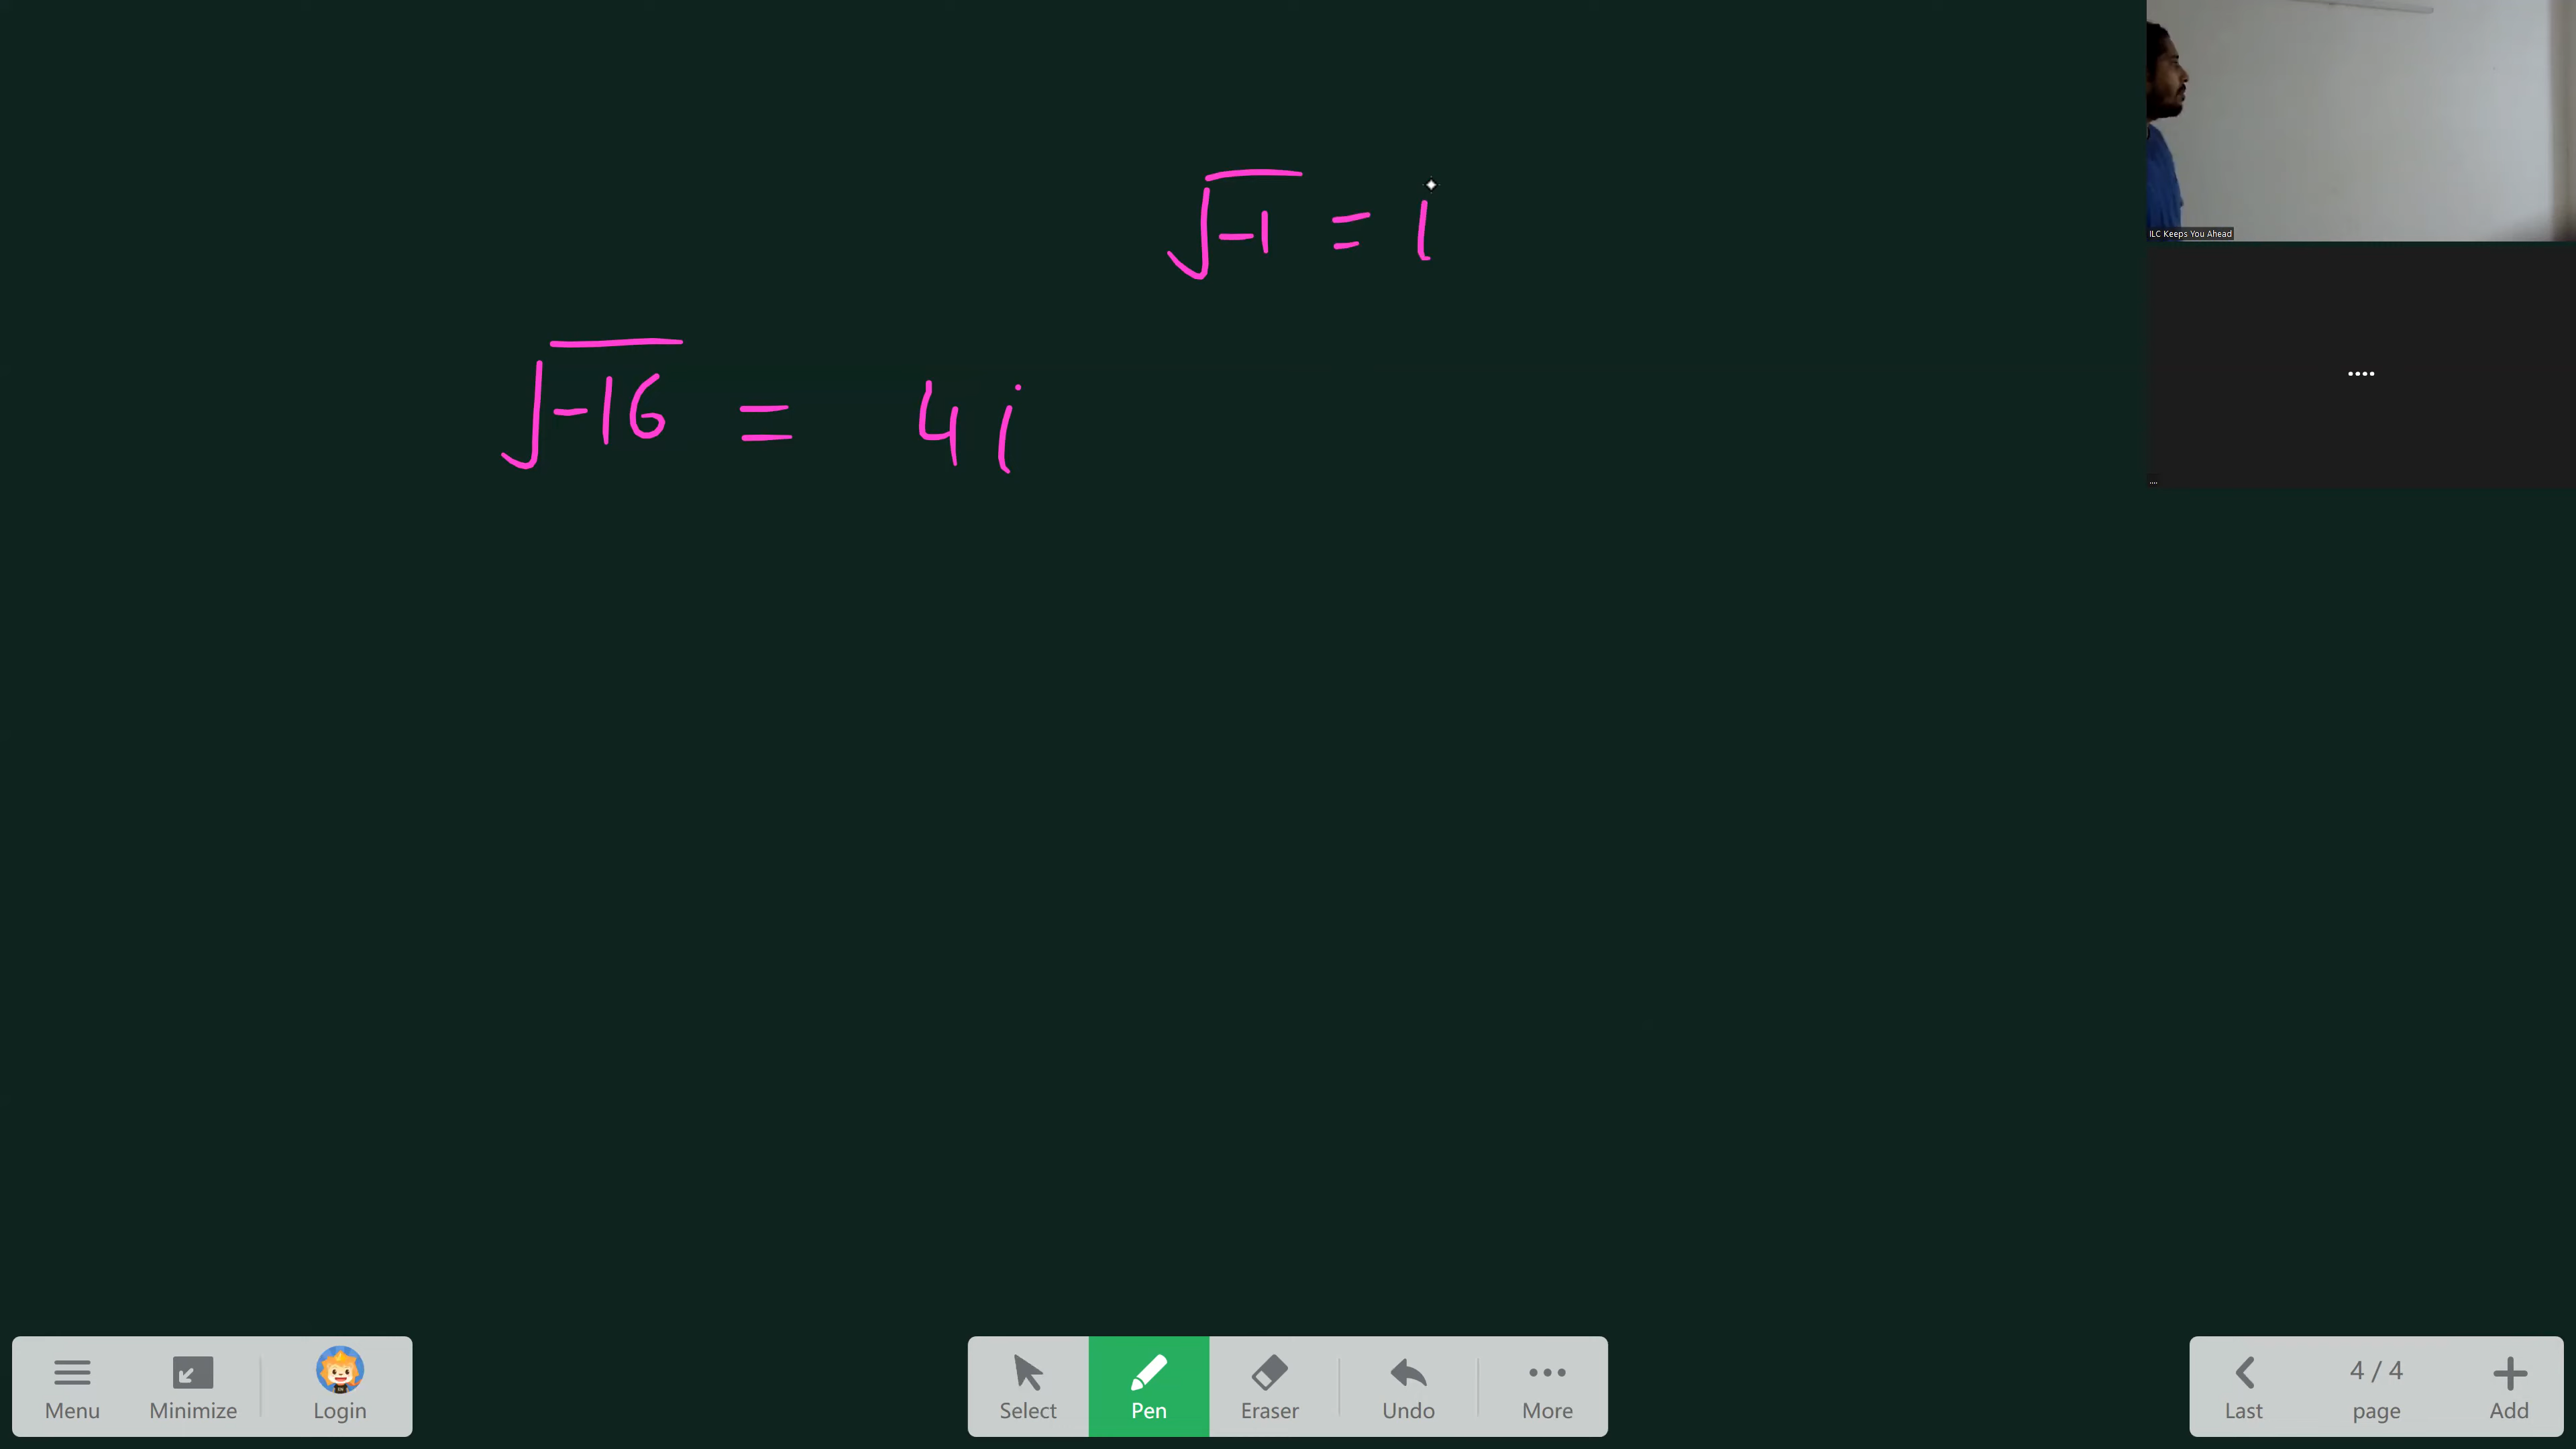 √-1 = i
√-16 = 4i
ILC Keeps You Ahead
....
....
Menu Minimize Login Select Pen Eraser Undo More Last 4 / 4 page Add